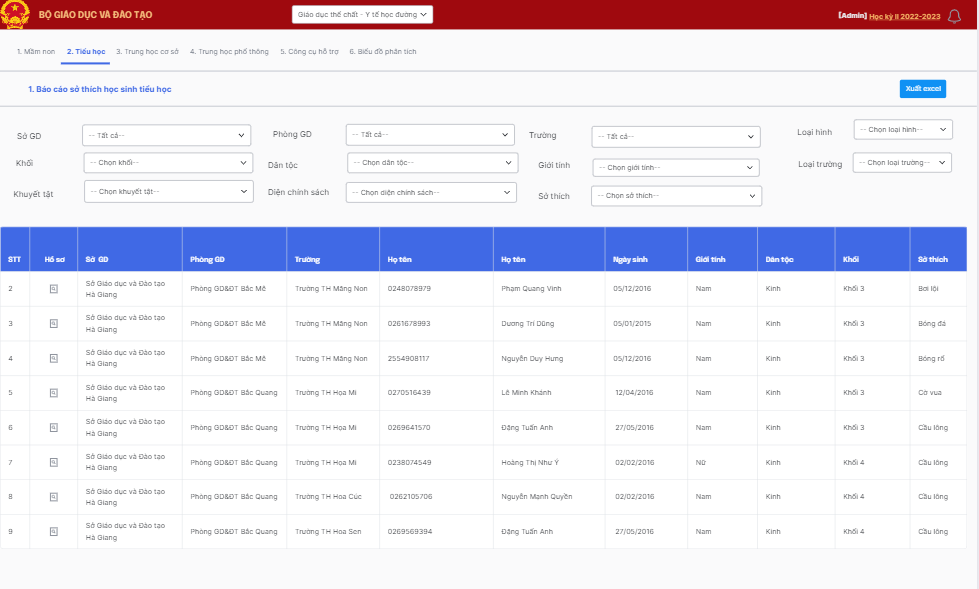 BỘ GIÁO DỤC VÀ ĐÀO TẠO
Giáo dục thể chất - Y tế học đường
[Admin] Học kỳ II 2022-2023
1. Mầm non 2. Tiểu học 3. Trung học cơ sở 4. Trung học phổ thông 5. Công cụ hỗ trợ 6. Biểu đồ phân tích
1. Báo cáo sở thích học sinh tiểu học
Xuất excel
Sở GD -- Tất cả-- Phòng GD -- Tất cả-- Trường -- Tất cả-- Loại hình -- Chọn loại hình--
Khối -- Chọn khối-- Dân tộc -- Chọn dân tộc-- Giới tính -- Chọn giới tính-- Loại trường -- Chọn loại trường--
Khuyết tật -- Chọn khuyết tật-- Diện chính sách -- Chọn diện chính sách-- Sở thích -- Chọn sở thích--
STT Hồ sơ Sở GD Phòng GD Trường Họ tên Họ tên Ngày sinh Giới tính Dân tộc Khối Sở thích
2 Sở Giáo dục và Đào tạo Hà Giang Phòng GD&ĐT Bắc Mê Trường TH Măng Non 0248078979 Phạm Quang Vinh 05/12/2016 Nam Kinh Khối 3 Bơi lội
3 Sở Giáo dục và Đào tạo Hà Giang Phòng GD&ĐT Bắc Mê Trường TH Măng Non 0261678993 Dương Trí Dũng 05/01/2015 Nam Kinh Khối 3 Bóng đá
4 Sở Giáo dục và Đào tạo Hà Giang Phòng GD&ĐT Bắc Mê Trường TH Măng Non 2554908117 Nguyễn Duy Hưng 05/12/2016 Nam Kinh Khối 3 Bóng rổ
5 Sở Giáo dục và Đào tạo Hà Giang Phòng GD&ĐT Bắc Quang Trường TH Họa Mi 0270516439 Lê Minh Khánh 12/04/2016 Nam Kinh Khối 3 Cờ vua
6 Sở Giáo dục và Đào tạo Hà Giang Phòng GD&ĐT Bắc Quang Trường TH Họa Mi 0269641570 Đặng Tuấn Anh 27/05/2016 Nam Kinh Khối 3 Cầu lông
7 Sở Giáo dục và Đào tạo Hà Giang Phòng GD&ĐT Bắc Quang Trường TH Họa Mi 0238074549 Hoàng Thị Như Ý 02/02/2016 Nữ Kinh Khối 4 Cầu lông
8 Sở Giáo dục và Đào tạo Hà Giang Phòng GD&ĐT Bắc Quang Trường TH Hoa Cúc 0262105706 Nguyễn Mạnh Quyền 02/02/2016 Nam Kinh Khối 4 Cầu lông
9 Sở Giáo dục và Đào tạo Hà Giang Phòng GD&ĐT Bắc Quang Trường TH Hoa Sen 0269569394 Đặng Tuấn Anh 27/05/2016 Nam Kinh Khối 4 Cầu lông